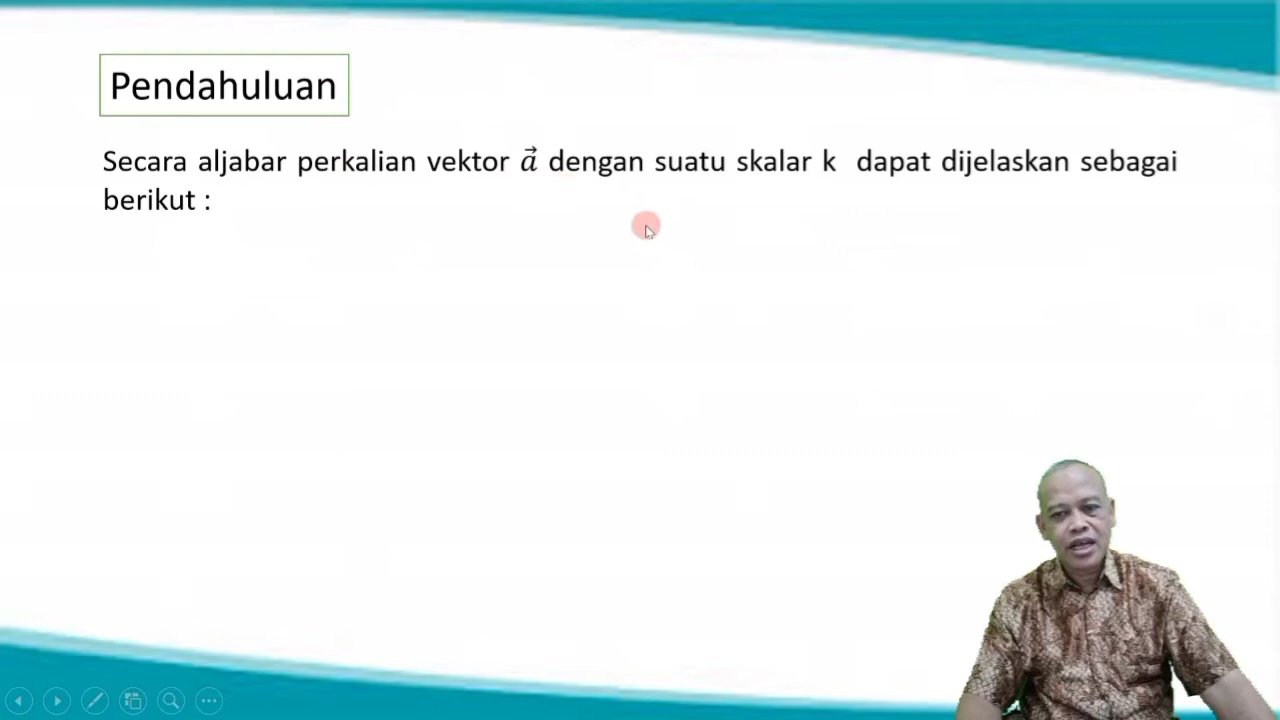 Pendahuluan
Secara aljabar perkalian vektor a⃗ dengan suatu skalar k dapat dijelaskan sebagai
berikut :